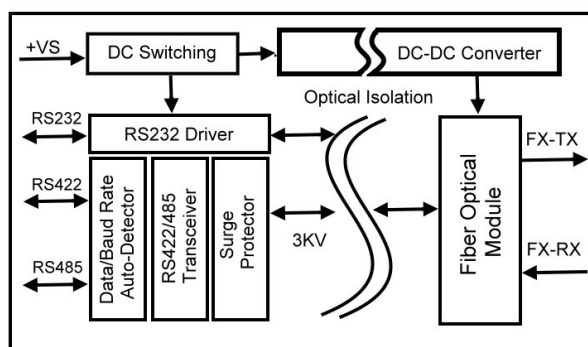 +VS
DC Switching
DC-DC Converter
Optical Isolation
RS232
RS232 Driver
FX-TX
RS422
RS485
Data/Baud Rate
Auto-Detector
RS422/485
Transceiver
Surge
Protector
3KV
Fiber Optical
Module
FX-RX